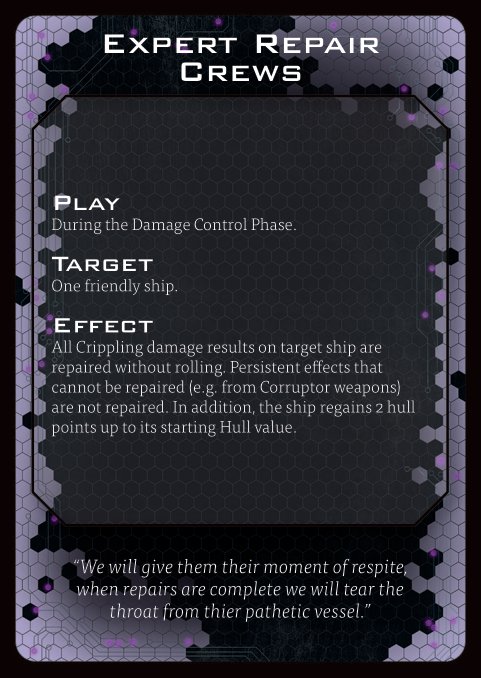 Expert Repair
Crews
Play
During the Damage Control Phase.
Target
One friendly ship.
Effect
All Crippling damage results on target ship are
repaired without rolling. Persistent effects that
cannot be repaired (e.g. from Corruptor weapons)
are not repaired. In addition, the ship regains 2 hull
points up to its starting Hull value.
“We will give them their moment of respite,
when repairs are complete we will tear the
throat from thier pathetic vessel.”